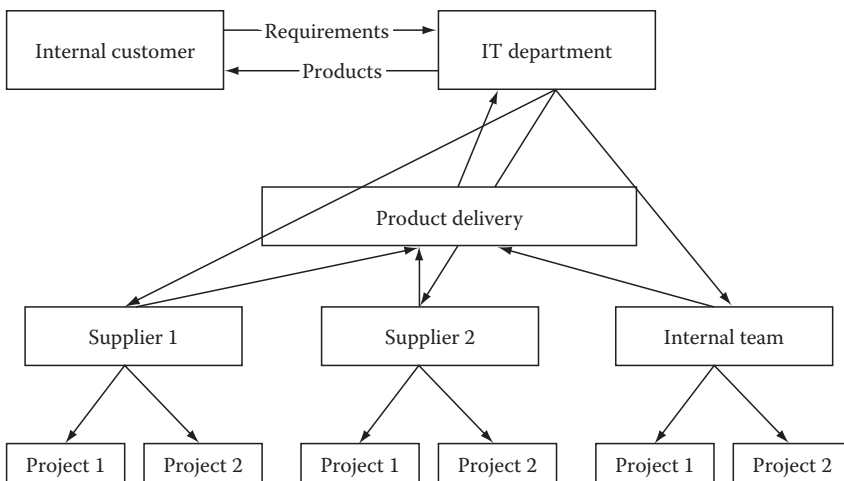 Internal customer
Requirements
IT department
Products
Product delivery
Supplier 1
Supplier 2
Internal team
Project 1
Project 2
Project 1
Project 2
Project 1
Project 2